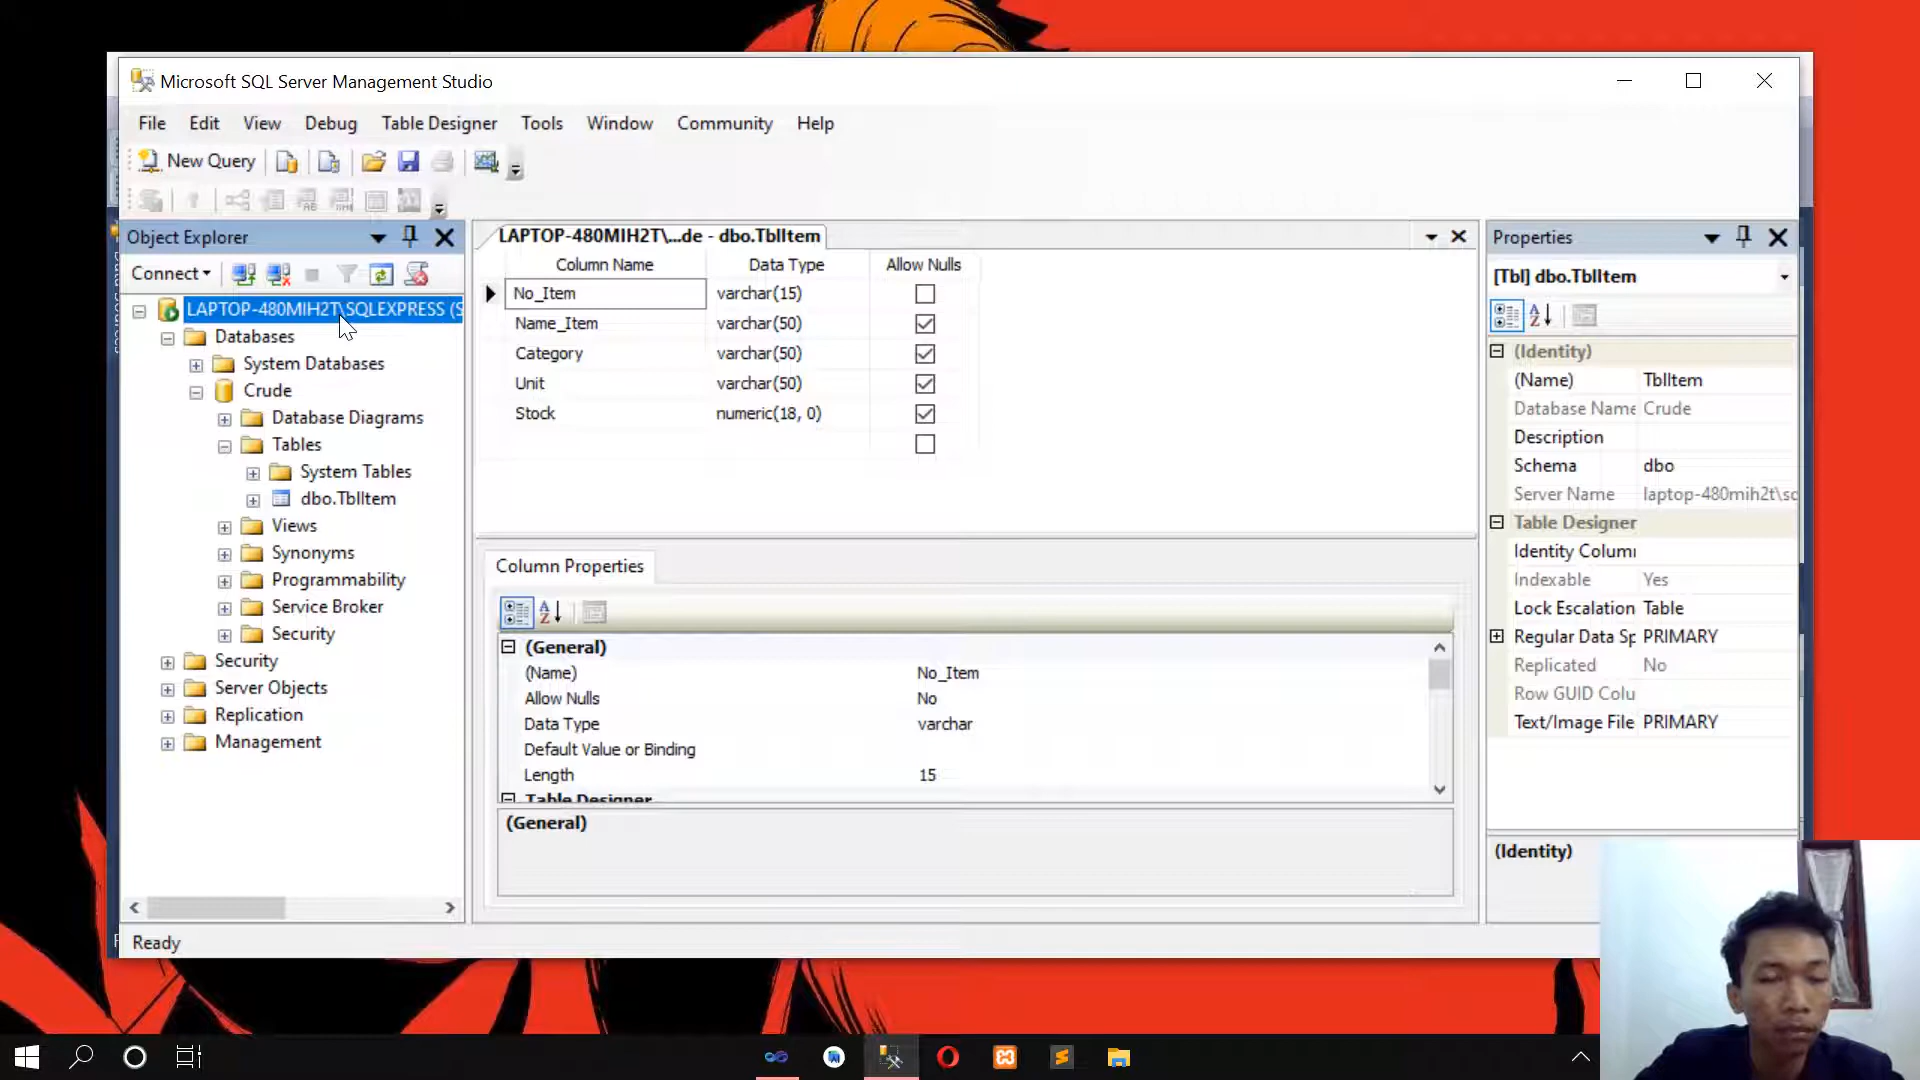 Microsoft SQL Server Management Studio
File Edit View Debug Table Designer Tools Window Community Help
New Query
Object Explorer
Connect
LAPTOP-480MIH2T\SQLEXPRESS (S
Databases
System Databases
Crude
Database Diagrams
Tables
System Tables
dbo.TblItem
Views
Synonyms
Programmability
Service Broker
Security
Security
Server Objects
Replication
Management
LAPTOP-480MIH2T\...de - dbo.TblItem
Column Name Data Type Allow Nulls
No_Item varchar(15)
Name_Item varchar(50)
Category varchar(50)
Unit varchar(50)
Stock numeric(18, 0)
Column Properties
(General)
(Name) No_Item
Allow Nulls No
Data Type varchar
Default Value or Binding
Length 15
Table Designer
(General)
Properties
[Tbl] dbo.TblItem
(Identity)
(Name) TblItem
Database Name Crude
Description
Schema dbo
Server Name laptop-480mih2t\sq
Table Designer
Identity Column
Indexable Yes
Lock Escalation Table
Regular Data Sp PRIMARY
Replicated No
Row GUID Colu
Text/Image File PRIMARY
(Identity)
Ready